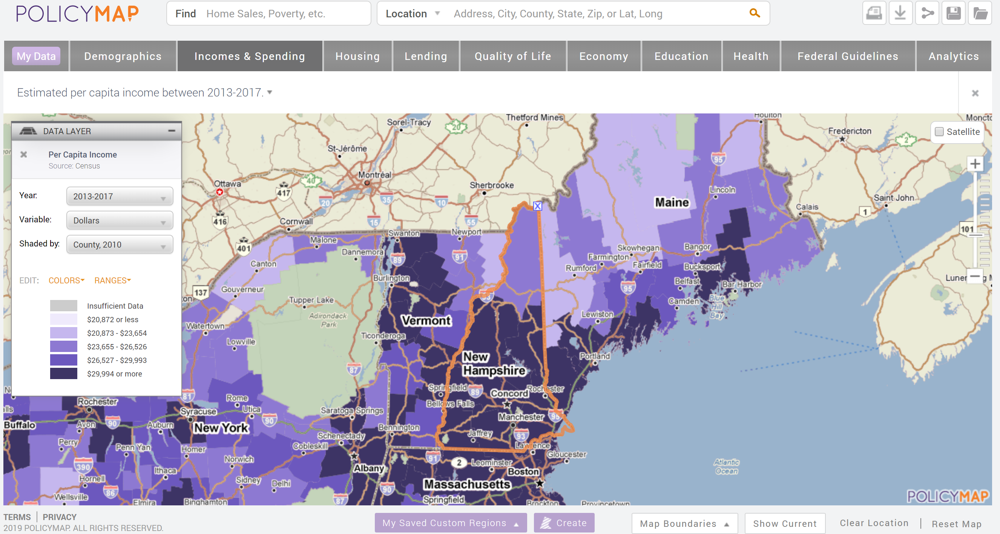 POLICYMAP
Find Home Sales, Poverty, etc.
Location Address, City, County, State, Zip, or Lat, Long
My Data
Demographics
Incomes & Spending
Housing
Lending
Quality of Life
Economy
Education
Health
Federal Guidelines
Analytics
Estimated per capita income between 2013-2017.
DATA LAYER
Per Capita Income
Source: Census
Year: 2013-2017
Variable: Dollars
Shaded by: County, 2010
EDIT: COLORS RANGES
Insufficient Data
$20,872 or less
$20,873 - $23,654
$23,655 - $26,526
$26,527 - $29,993
$29,994 or more
Satellite
Thetford Mines
Houlton
Sorel-Tracy
20
Fredericton
2
St-Jérôme
95
Montréal
40
Ottawa
417
Sherbrooke
Lincoln
20
35
10
Maine
Saint John
Calais
1
X
416
Cornwall
15
55
101
Swanton
Newport
Malone
401
Dannemora
89
91
Skowhegan
Bangor
Farmington
Canton
Rumford
Fairfield
Bucksport
Burlington
Belfast
Bar Harbor
137
Gouverneur
95
Tupper Lake
Camden
Blue
Hill
Bay
Adirondack
Park
Vermont
Lewiston
Watertown
Ticonderoga
Lowville
New
Hampshire
Portland
87
Springfield
89
Concord
Rochester
81
Rochester
Rome
Bellows Falls
Syracuse
Utica
Saratoga Springs
Manchester
95
Buffalo
Avon
90
Auburn
New York
90
Bennington
Jaffrey
93
Schenectady
Perry
Penn Yan
Homer
Cobleskill
Lawrence
Gloucester
390
Norwich
91
2
Leominster
Albany
Boston
Ithaca
Atlantic
Ocean
Hornell
Sidney
Delhi
Massachusetts
86
90
Wellsville
87
Springfield
Elmira
Binghamton
Brockton
Provincetown
POLICYMAP
TERMS | PRIVACY
2019 POLICYMAP. ALL RIGHTS RESERVED.
My Saved Custom Regions
Create
Map Boundaries
Show Current
Clear Location | Reset Map